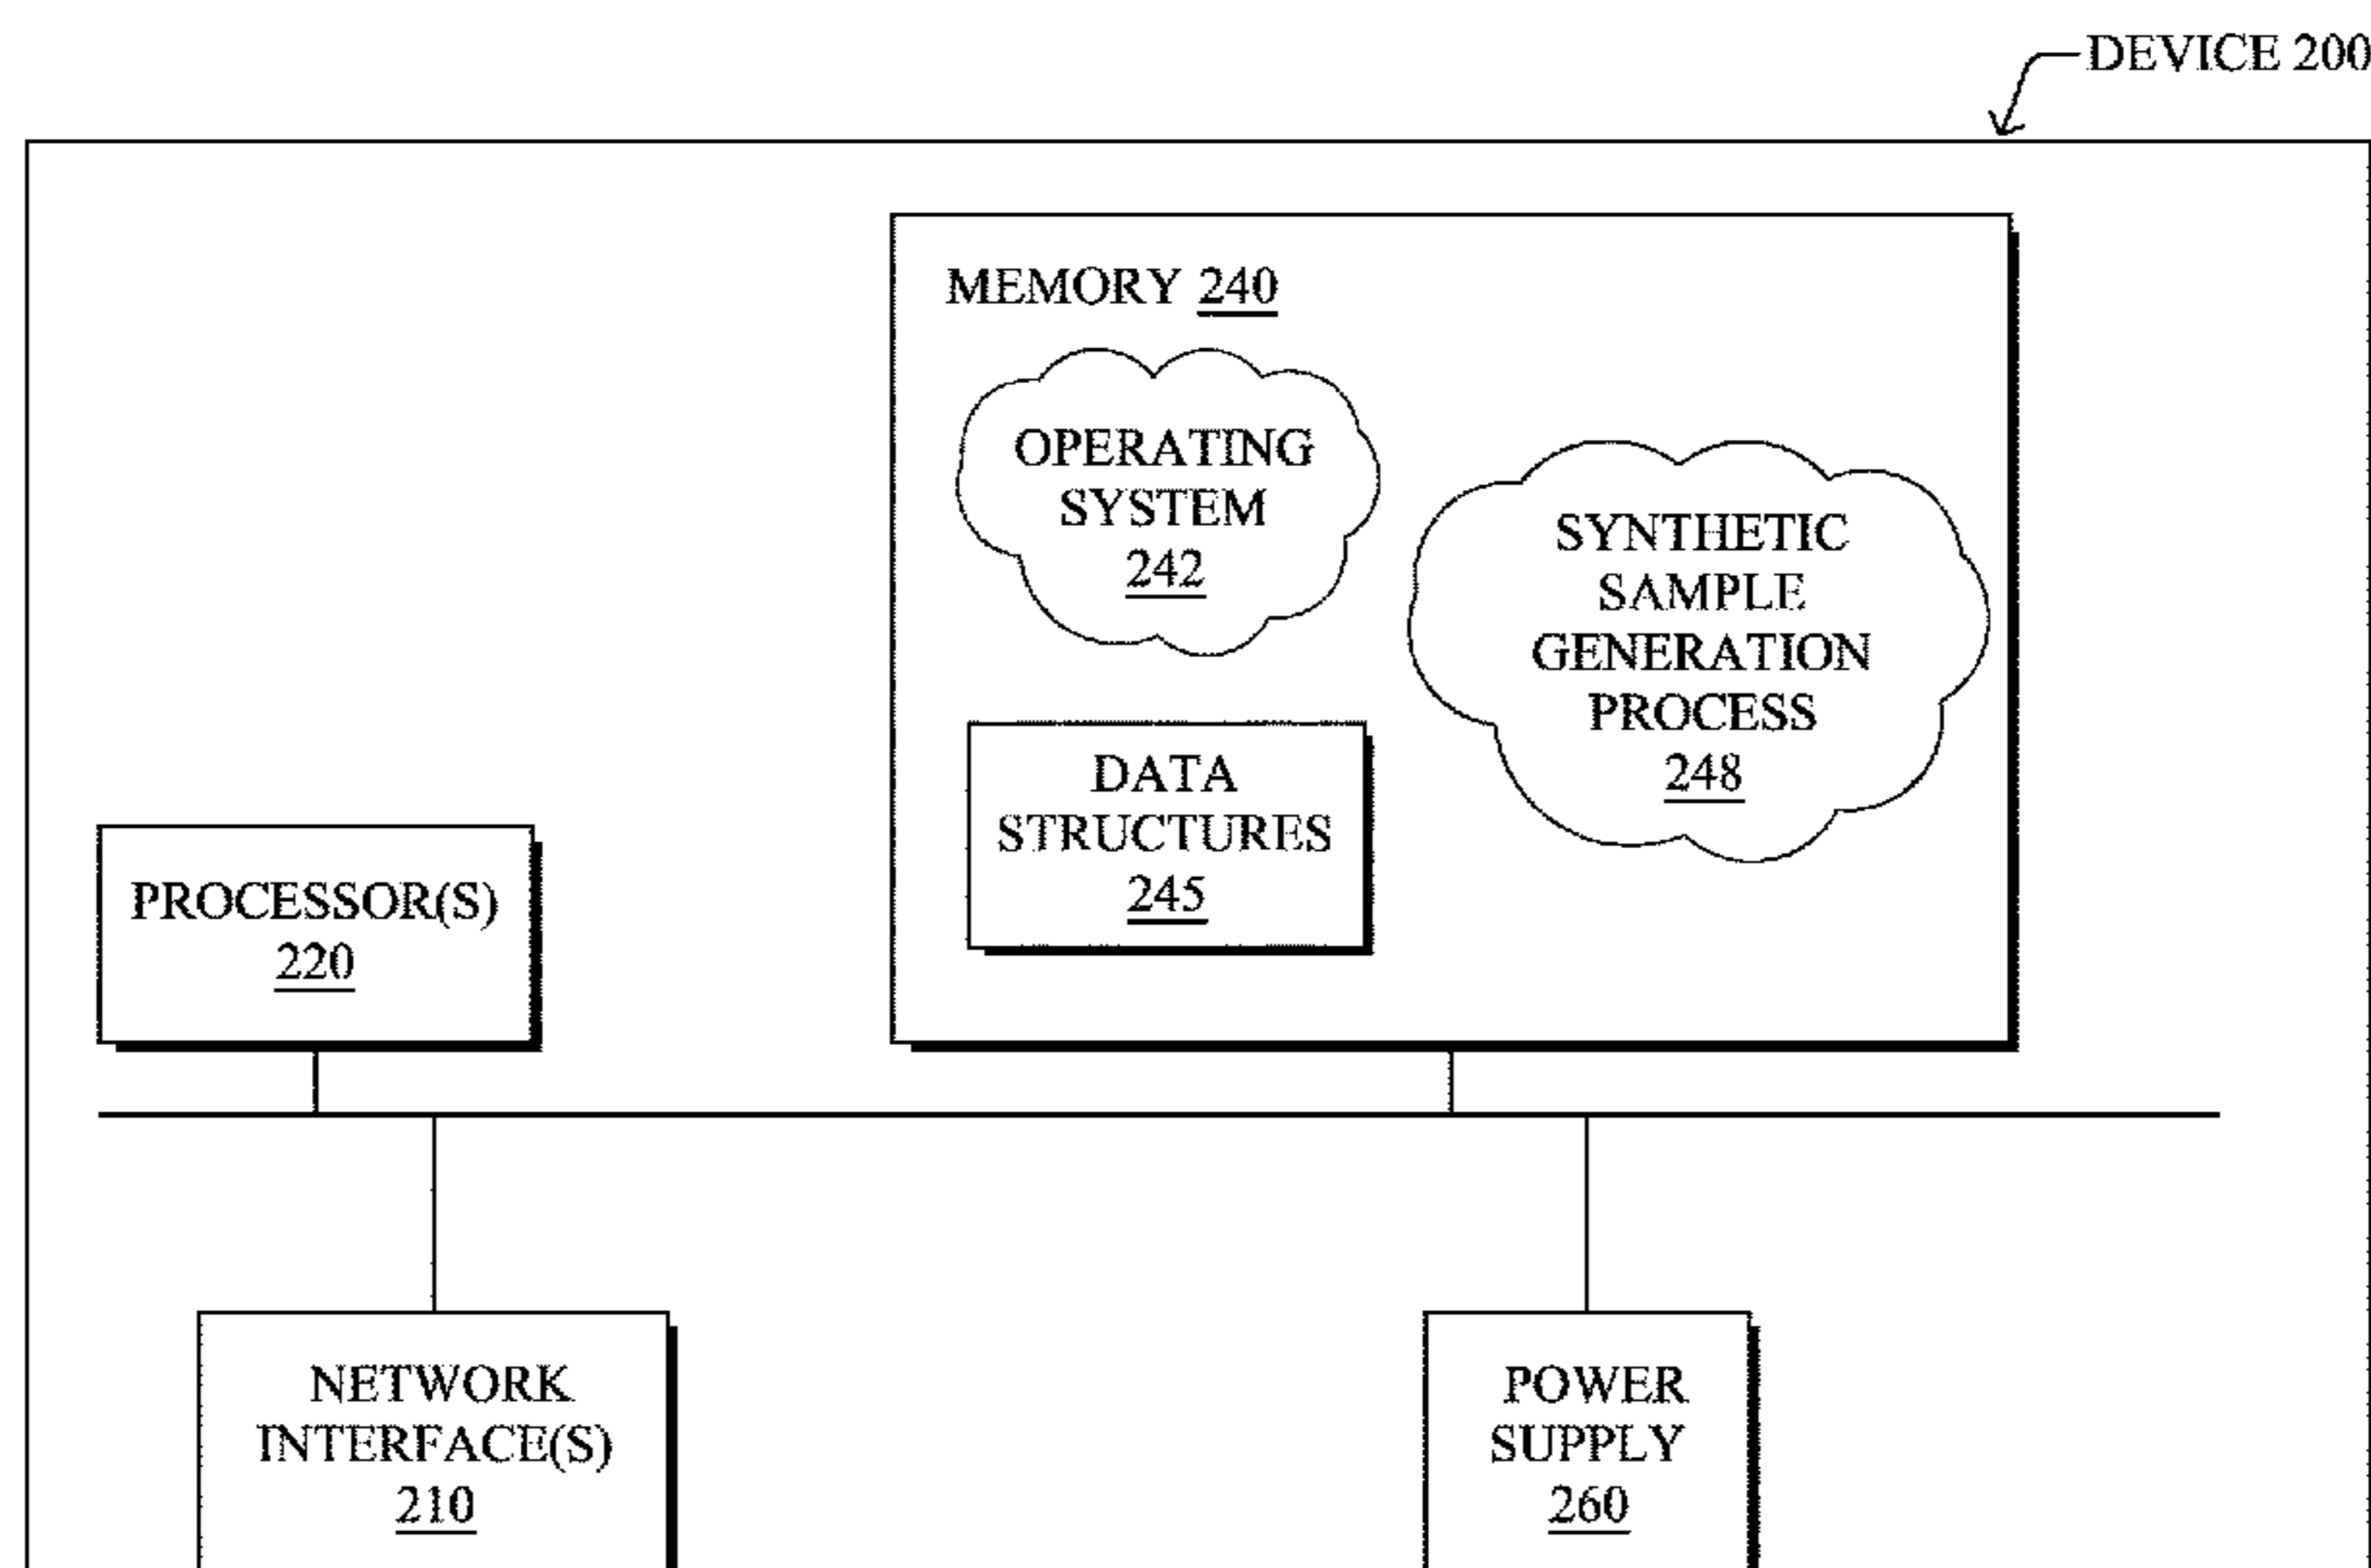 DEVICE 200
MEMORY 240
OPERATING
SYSTEM
242
SYNTHETIC
SAMPLE
GENERATION
PROCESS
248
DATA
STRUCTURES
245
PROCESSOR(S)
220
NETWORK
INTERFACE(S)
210
POWER
SUPPLY
260